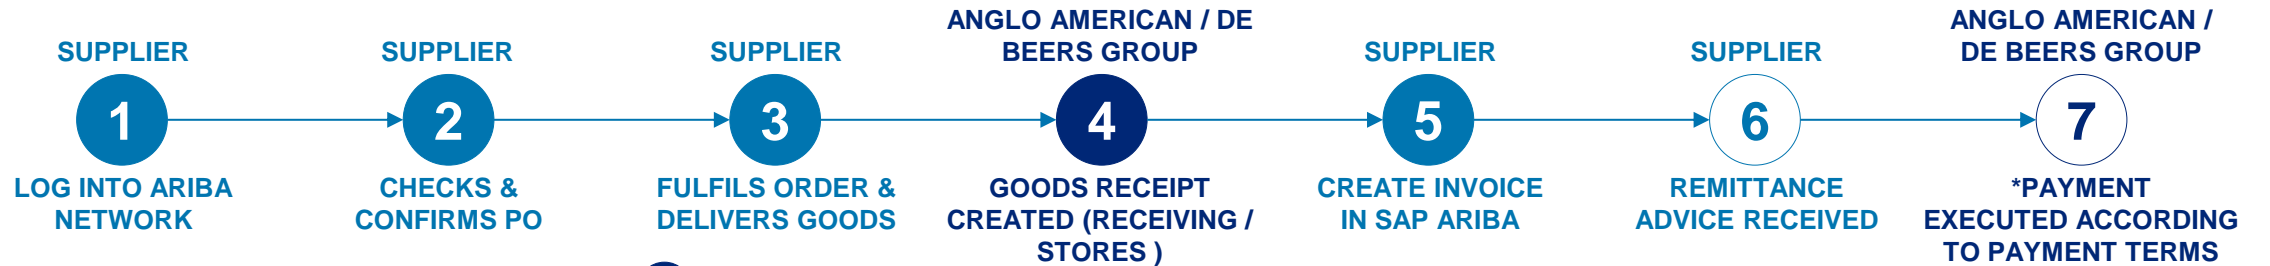 SUPPLIER
1
LOG INTO ARIBA
NETWORK
SUPPLIER
2
CHECKS &
CONFIRMS PO
SUPPLIER
3
FULFILS ORDER &
DELIVERS GOODS
ANGLO AMERICAN / DE
BEERS GROUP
4
GOODS RECEIPT
CREATED (RECEIVING /
STORES )
SUPPLIER
5
CREATE INVOICE
IN SAP ARIBA
SUPPLIER
6
REMITTANCE
ADVICE RECEIVED
ANGLO AMERICAN /
DE BEERS GROUP
7
*PAYMENT
EXECUTED ACCORDING
TO PAYMENT TERMS